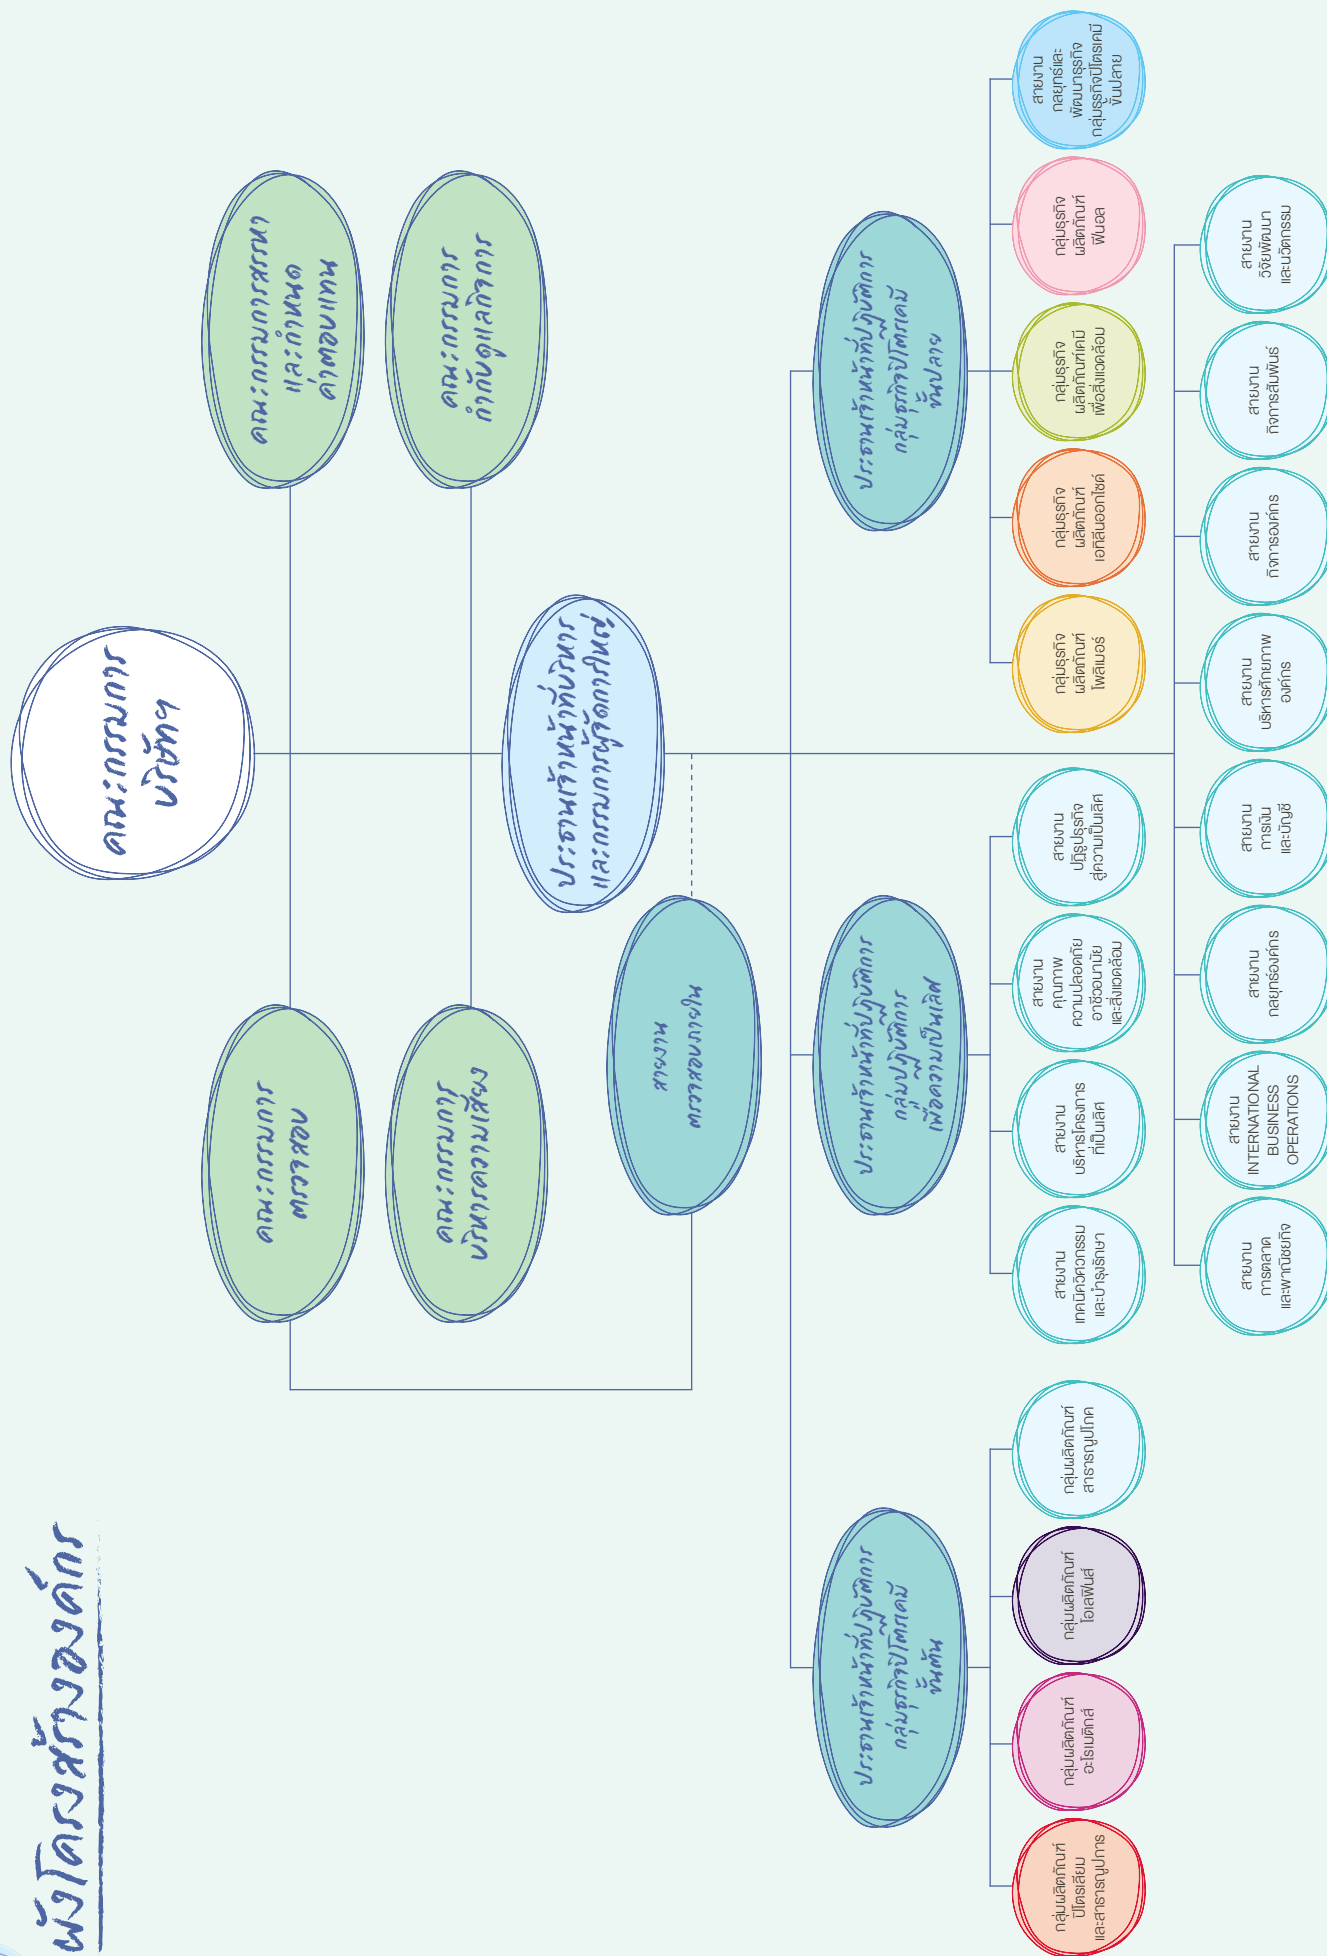 ผังโครงสร้างองค์กร
คณะกรรมการ
บริษัทฯ
คณะกรรมการ
ตรวจสอบ
คณะกรรมการสรรหา
และกำหนด
ค่าตอบแทน
คณะกรรมการ
บริหารความเสี่ยง
คณะกรรมการ
กำกับดูแลกิจการ
ประธานเจ้าหน้าที่บริหาร
และกรรมการผู้จัดการใหญ่
สายงาน
ตรวจสอบภายใน
ประธานเจ้าหน้าที่ปฏิบัติการ
กลุ่มธุรกิจปิโตรเคมี
ขั้นต้น
ประธานเจ้าหน้าที่ปฏิบัติการ
กลุ่มปฏิบัติการ
เพื่อความเป็นเลิศ
ประธานเจ้าหน้าที่ปฏิบัติการ
กลุ่มธุรกิจปิโตรเคมี
ขั้นปลาย
กลุ่มผลิตภัณฑ์
ปิโตรเลียม
และสาธารณูปการ
กลุ่มผลิตภัณฑ์
อะโรเมติกส์
กลุ่มผลิตภัณฑ์
โอเลฟินส์
กลุ่มผลิตภัณฑ์
สาธารณูปโภค
สายงาน
เทคนิควิศวกรรม
และบำรุงรักษา
สายงาน
บริหารโครงการ
ที่เป็นเลิศ
สายงาน
คุณภาพ
ความปลอดภัย
อาชีวอนามัย
และสิ่งแวดล้อม
สายงาน
ปฏิรูปธุรกิจ
สู่ความเป็นเลิศ
กลุ่มธุรกิจ
ผลิตภัณฑ์
โพลิเมอร์
กลุ่มธุรกิจ
ผลิตภัณฑ์
เอทิลีนออกไซด์
กลุ่มธุรกิจ
ผลิตภัณฑ์เคมี
เพื่อสิ่งแวดล้อม
กลุ่มธุรกิจ
ผลิตภัณฑ์
ฟีนอล
สายงาน
กลยุทธ์และ
พัฒนาธุรกิจ
กลุ่มธุรกิจปิโตรเคมี
ขั้นปลาย
สายงาน
การตลาด
และพาณิชยกิจ
สายงาน
INTERNATIONAL
BUSINESS
OPERATIONS
สายงาน
กลยุทธ์องค์กร
สายงาน
การเงิน
และบัญชี
สายงาน
บริหารศักยภาพ
องค์กร
สายงาน
กิจการองค์กร
สายงาน
กิจการสัมพันธ์
สายงาน
วิจัยพัฒนา
และนวัตกรรม